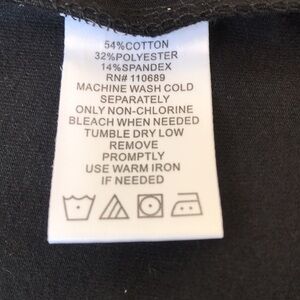 54%COTTON
32%POLYESTER
14%SPANDEX
RN# 110689
MACHINE WASH COLD
SEPARATELY
ONLY NON-CHLORINE
BLEACH WHEN NEEDED
TUMBLE DRY LOW
REMOVE
PROMPTLY
USE WARM IRON
IF NEEDED